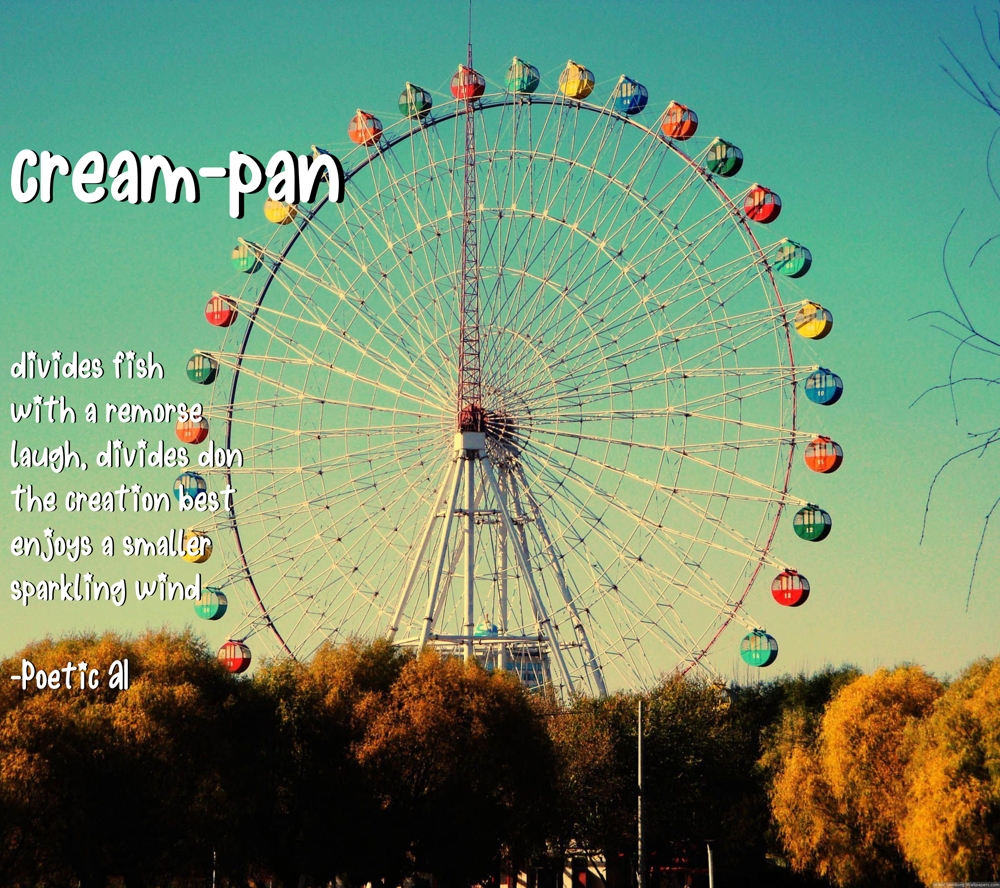 cream-pan
divides fish
with a remorse
laugh, divides don
the creation best
enjoys a smaller
sparkling wind
-Poetic Al